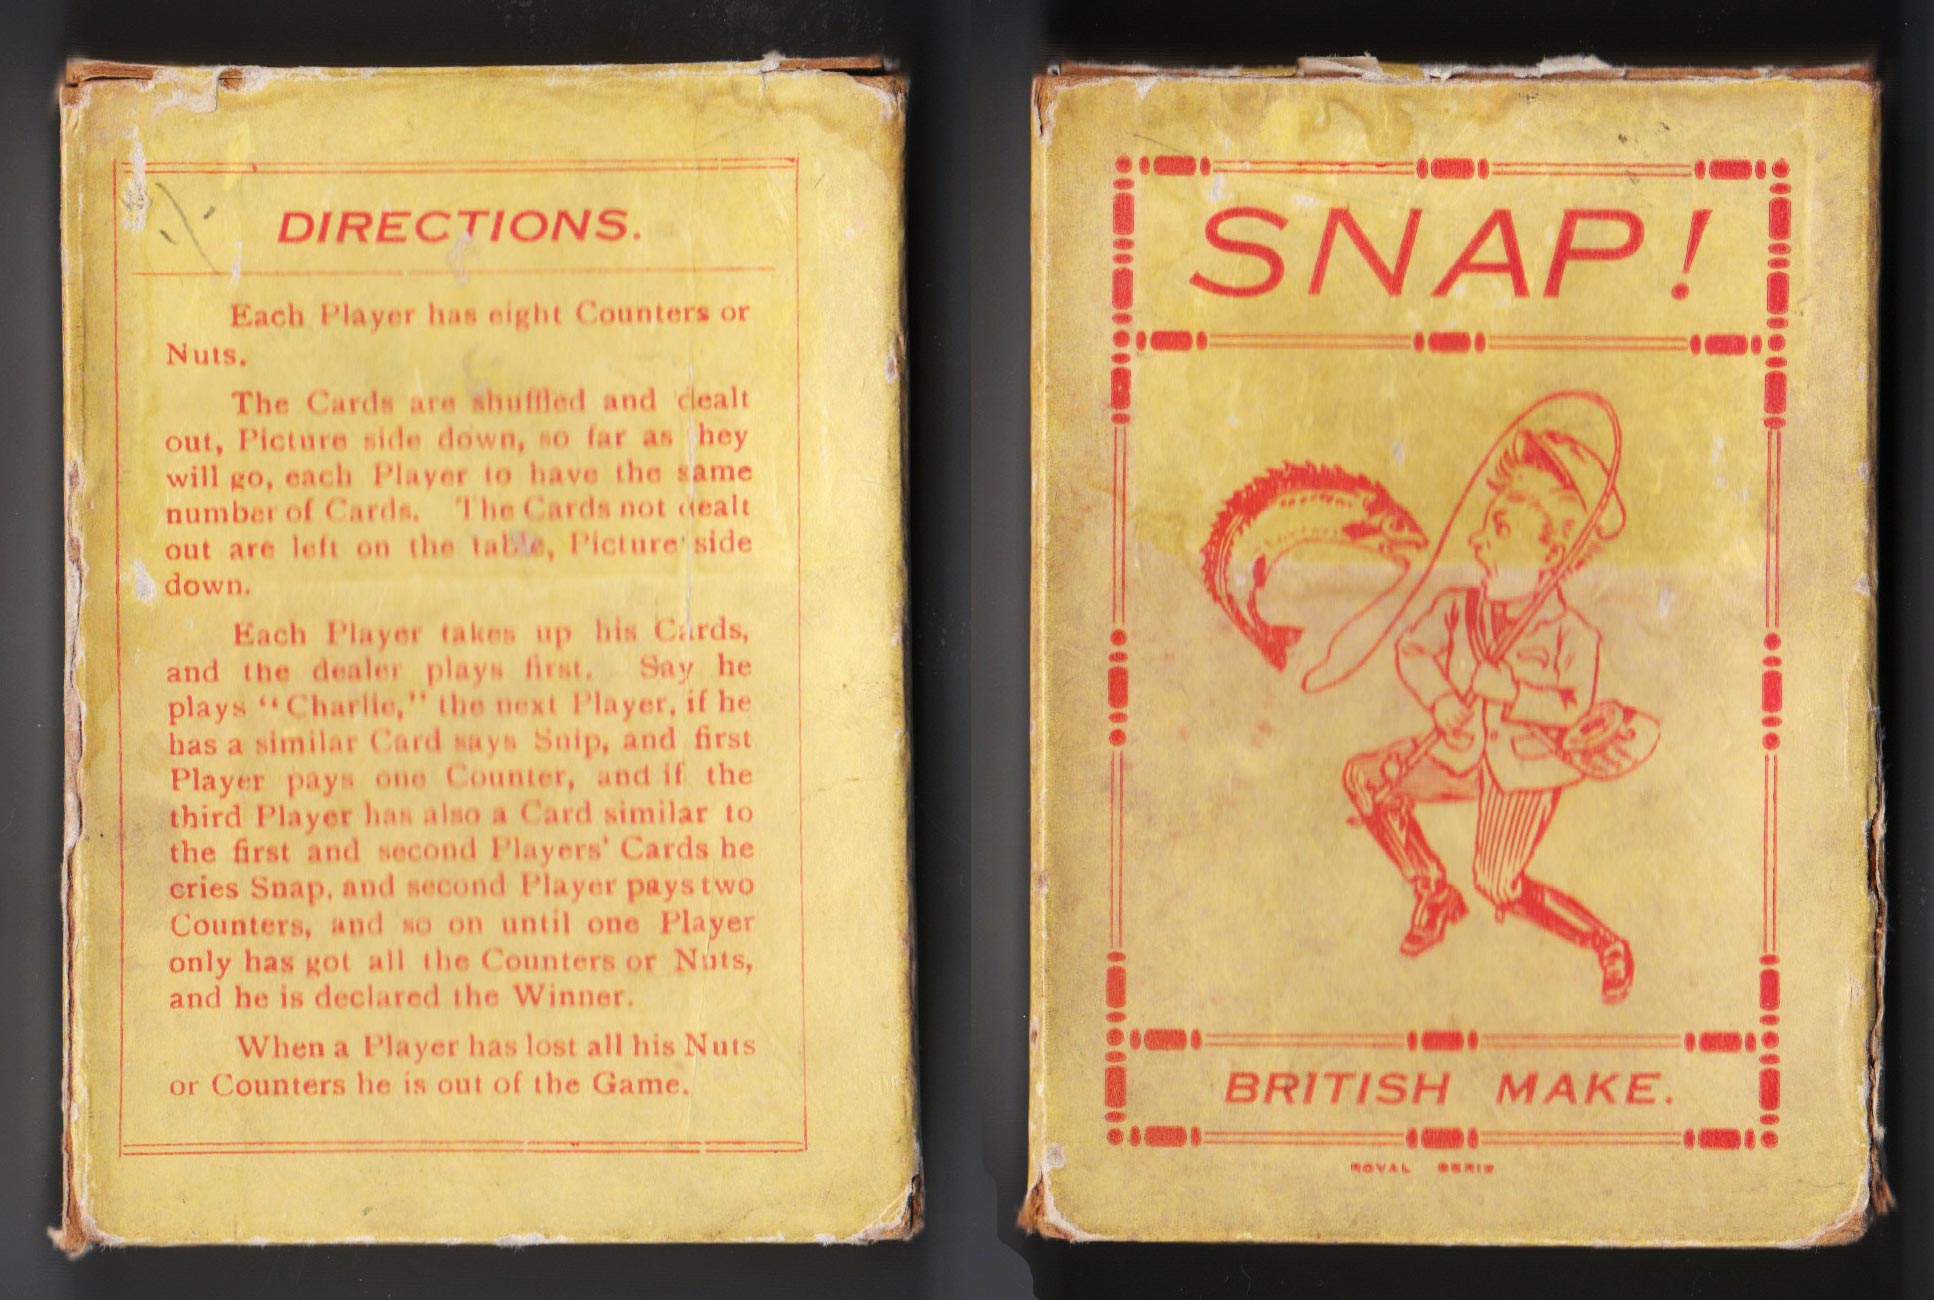 DIRECTIONS.
Each Player has eight Counters or
Nuts.
The Cards are shuffled and dealt
out, Picture side down, so far as hey
will go, each Player to have the same
number of Cards. The Cards not dealt
out are left on the table, Picture side
down.
Each Player takes up his Cards,
and the dealer plays first. Say he
plays “Charlie,” the next Player, if he
has a similar Card says Snip, and first
Player pays one Counter, and if the
third Player has also a Card similar to
the first and second Players’ Cards he
cries Snap, and second Player pays two
Counters, and so on until one Player
only has got all the Counters or Nuts,
and he is declared the Winner.
When a Player has lost all his Nuts
or Counters he is out of the Game.
SNAP!
BRITISH MAKE.
ROYAL SERIE